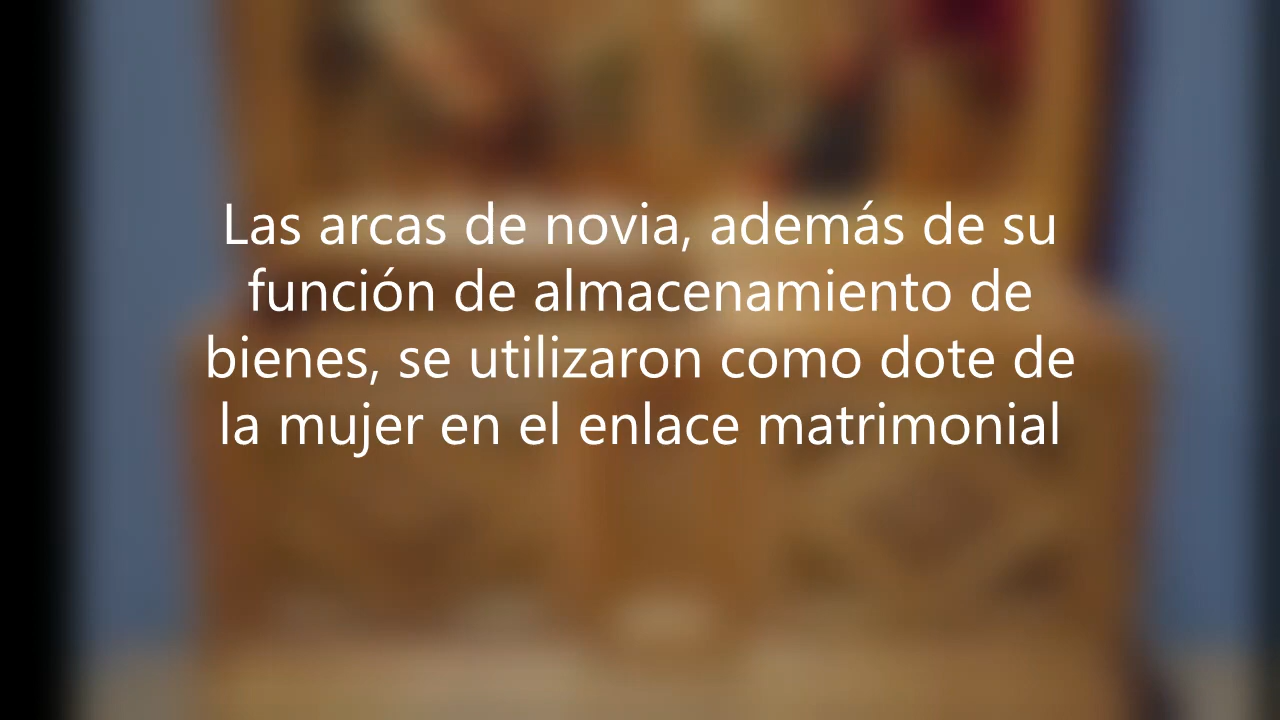 Las arcas de novia, además de su
función de almacenamiento de
bienes, se utilizaron como dote de
la mujer en el enlace matrimonial